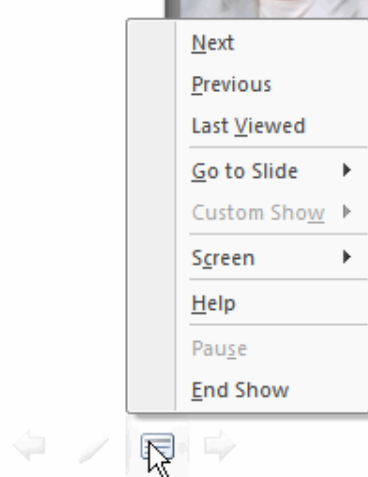 Next
Previous
Last Viewed
Go to Slide
Custom Show
Screen
Help
Pause
End Show